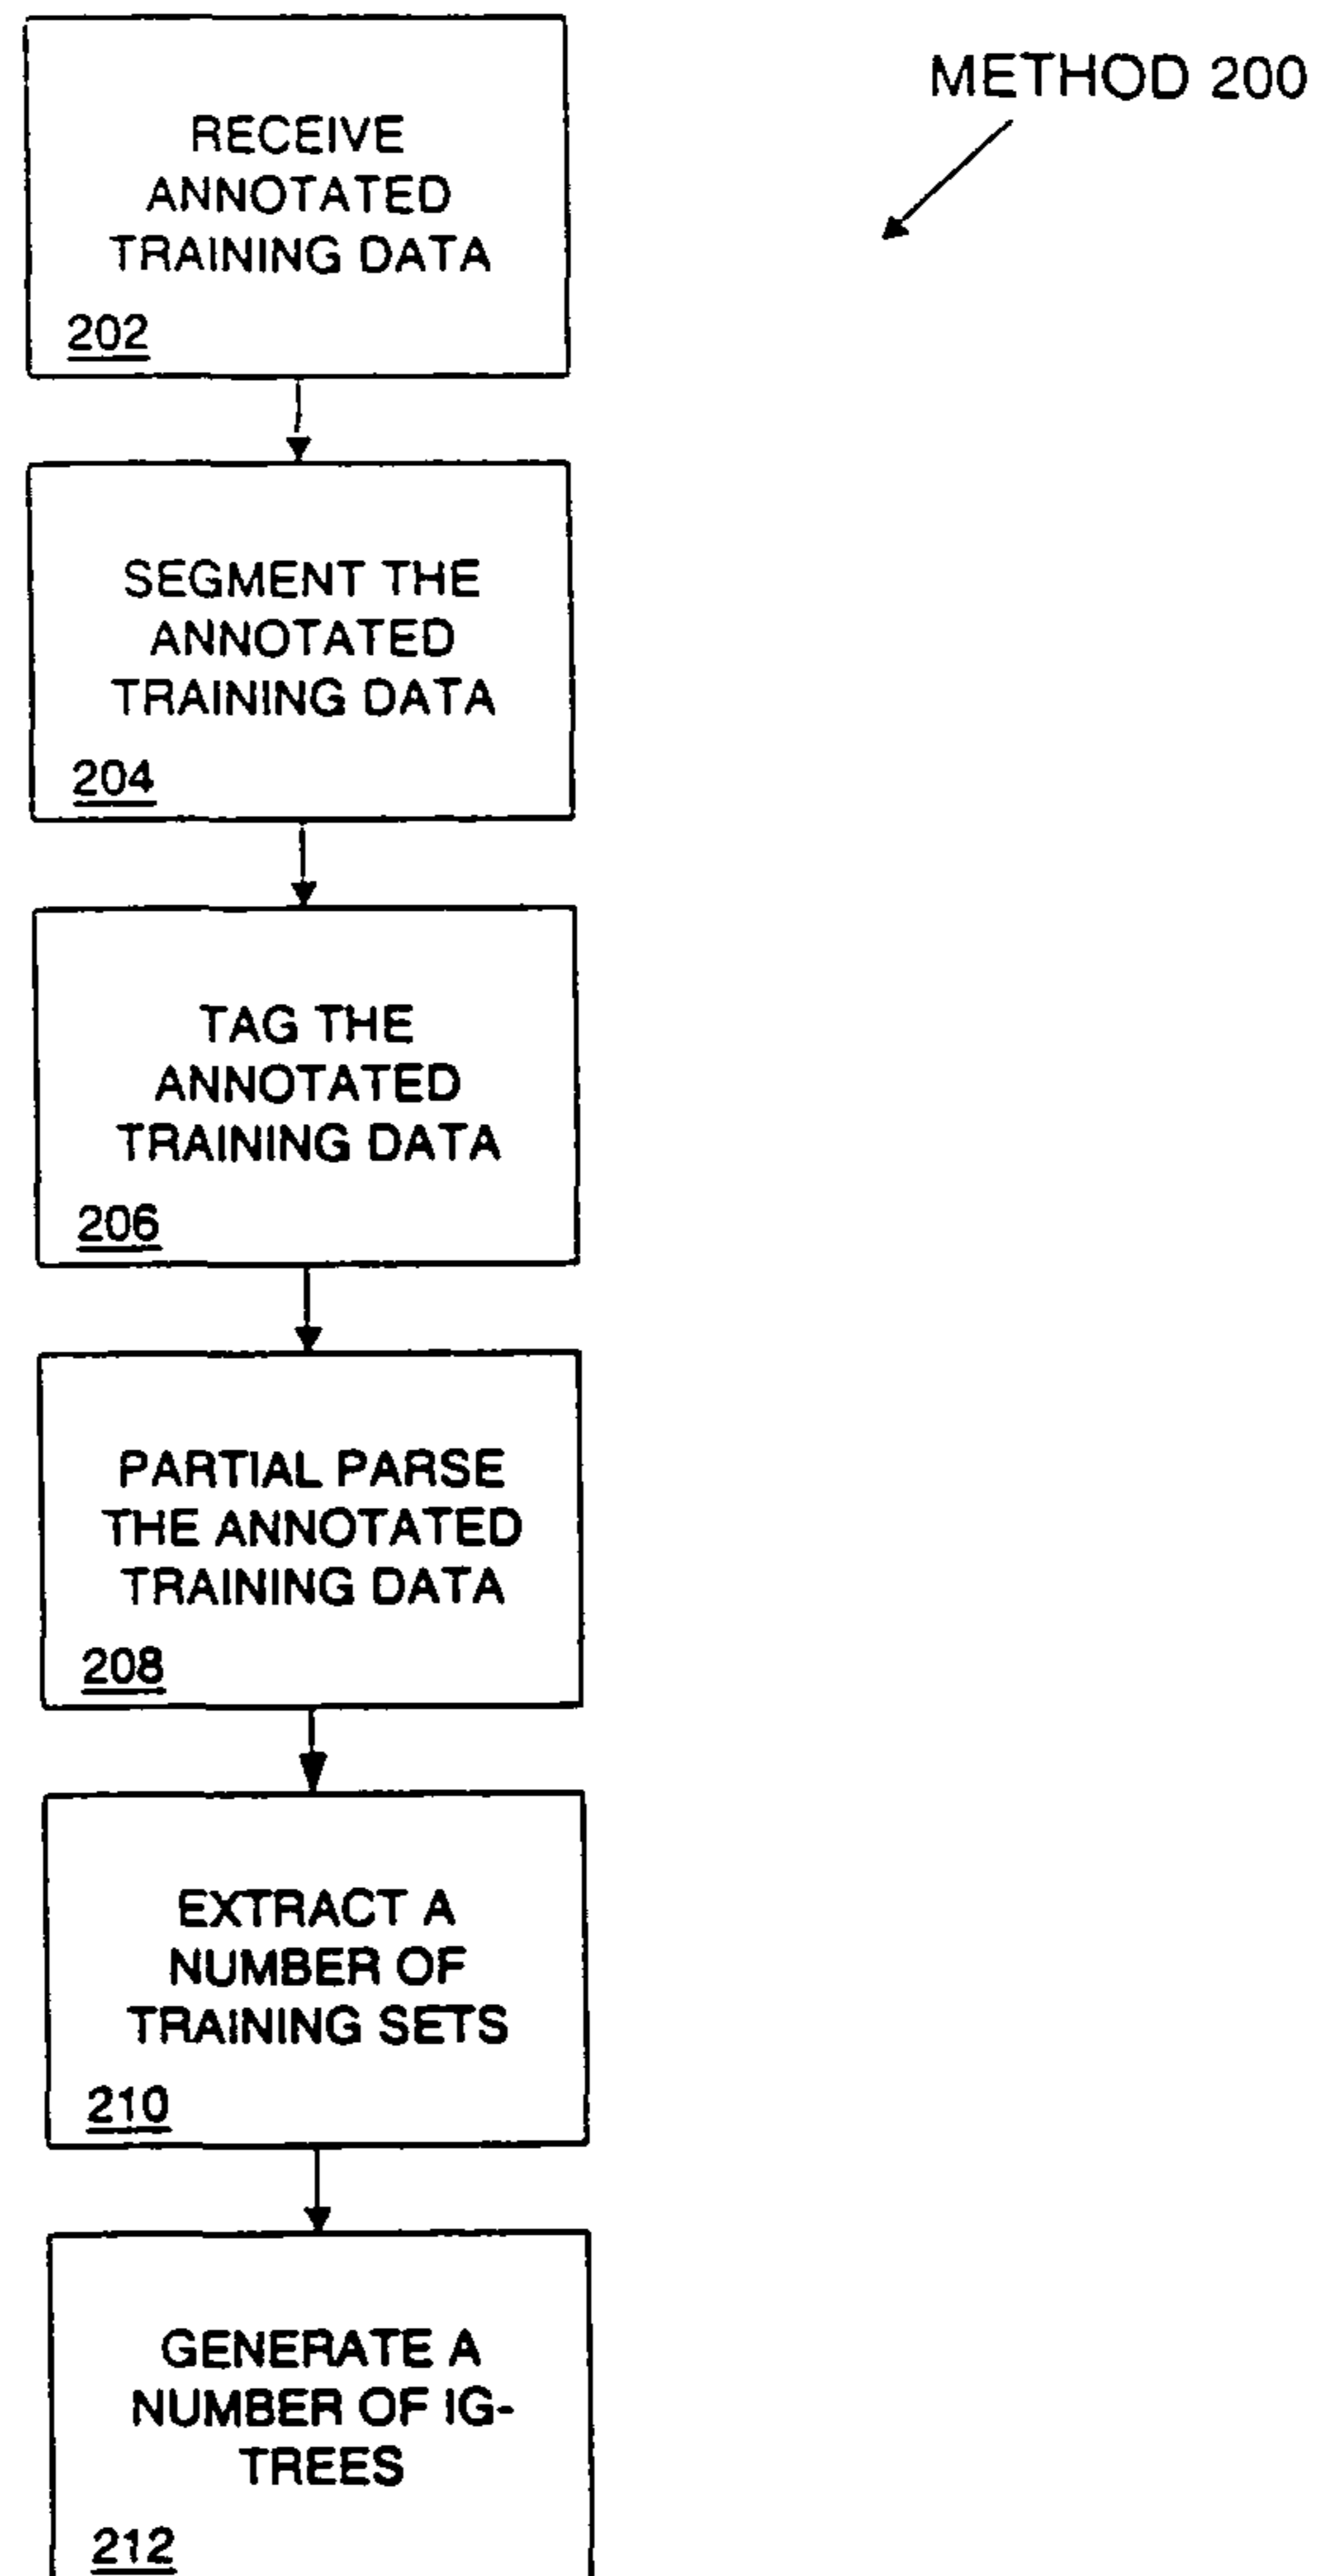 METHOD 200
RECEIVE
ANNOTATED
TRAINING DATA
202
SEGMENT THE
ANNOTATED
TRAINING DATA
204
TAG THE
ANNOTATED
TRAINING DATA
206
PARTIAL PARSE
THE ANNOTATED
TRAINING DATA
208
EXTRACT A
NUMBER OF
TRAINING SETS
210
GENERATE A
NUMBER OF IG-
TREES
212